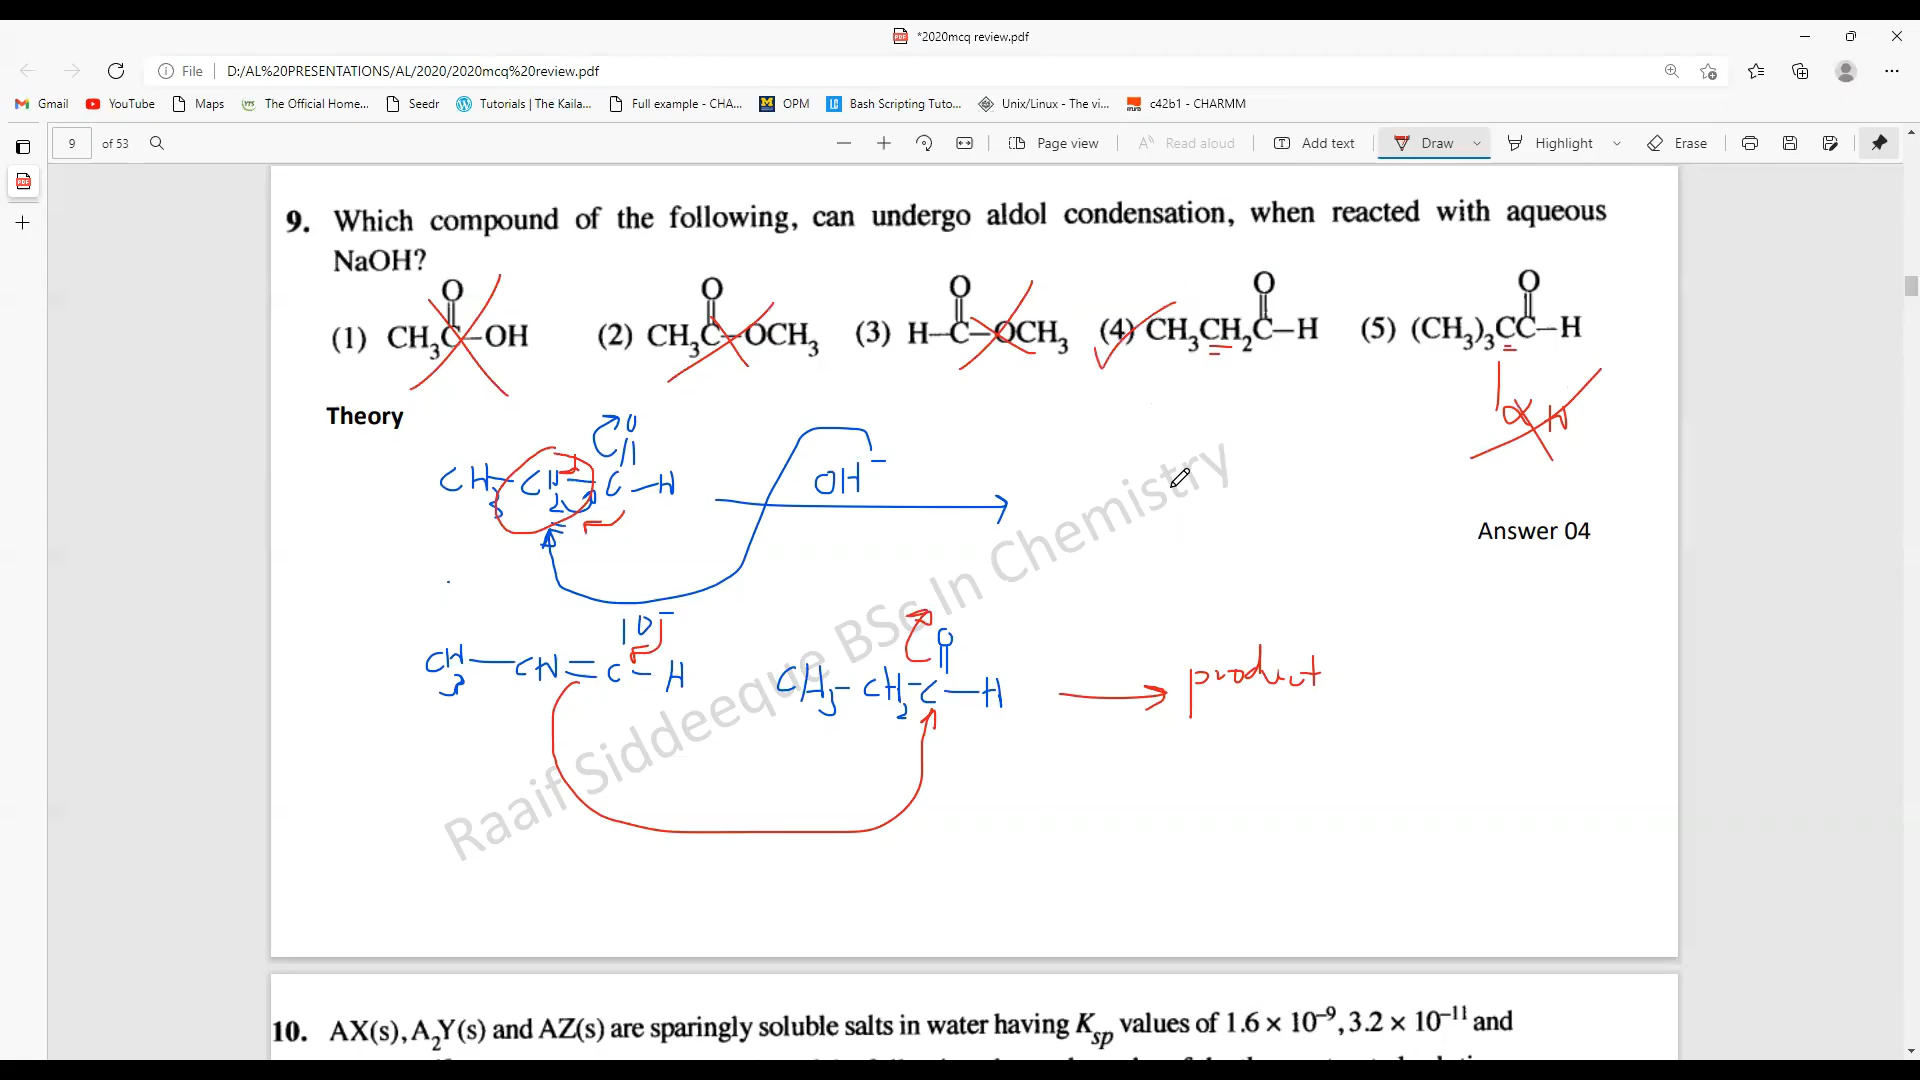 *2020mcq review.pdf
File D:/AL%20PRESENTATIONS/AL/2020/2020mcq%20review.pdf
Gmail YouTube Maps The Official Home... Seedr Tutorials | The Kaila... Full example - CHA... OPM Bash Scripting Tuto... Unix/Linux - The vi... c42b1 - CHARMM
9 of 53 Page view Read aloud Add text Draw Highlight Erase
9. Which compound of the following, can undergo aldol condensation, when reacted with aqueous
NaOH?
O O O O O
(1) CH₃C–OH (2) CH₃C–OCH₃ (3) H–C–OCH₃ (4) CH₃CH₂C–H (5) (CH₃)₃CC–H
α H
Theory
O
CH₃–CH₂–C–H OH⁻
Answer 04
O⁻ O
CH₃–CH=C–H CH₃–CH₂–C–H product
Raaif Siddeeque BSc In Chemistry
10. AX(s), A₂Y(s) and AZ(s) are sparingly soluble salts in water having Kₛₚ values of 1.6 × 10⁻⁹, 3.2 × 10⁻¹¹ and